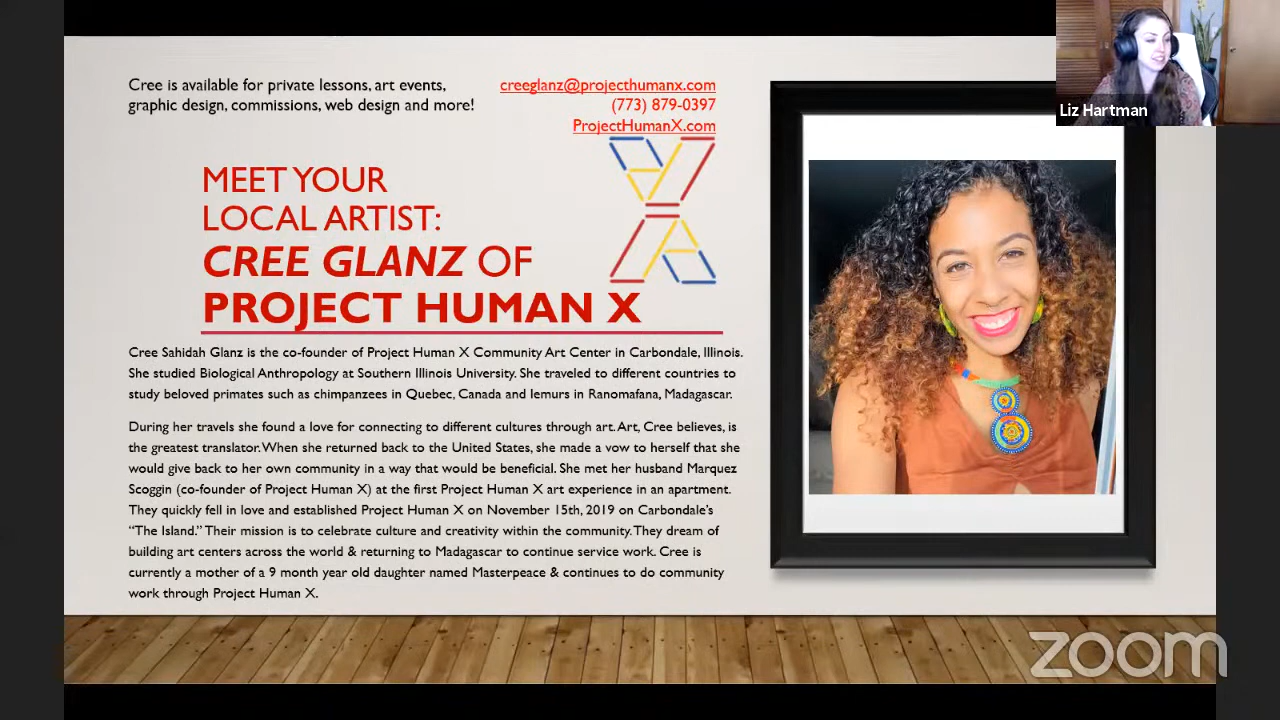 Cree is available for private lessons, art events,
graphic design, commissions, web design and more!
creeglanz@projecthumanx.com
(773) 879-0397
ProjectHumanX.com
Liz Hartman
MEET YOUR
LOCAL ARTIST:
CREE GLANZ OF
PROJECT HUMAN X
Cree Sahidah Glanz is the co-founder of Project Human X Community Art Center in Carbondale, Illinois.
She studied Biological Anthropology at Southern Illinois University. She traveled to different countries to
study beloved primates such as chimpanzees in Quebec, Canada and lemurs in Ranomafana, Madagascar.
During her travels she found a love for connecting to different cultures through art. Art, Cree believes, is
the greatest translator. When she returned back to the United States, she made a vow to herself that she
would give back to her own community in a way that would be beneficial. She met her husband Marquez
Scoggin (co-founder of Project Human X) at the first Project Human X art experience in an apartment.
They quickly fell in love and established Project Human X on November 15th, 2019 on Carbondale's
“The Island.” Their mission is to celebrate culture and creativity within the community. They dream of
building art centers across the world & returning to Madagascar to continue service work. Cree is
currently a mother of a 9 month year old daughter named Masterpeace & continues to do community
work through Project Human X.
zoom